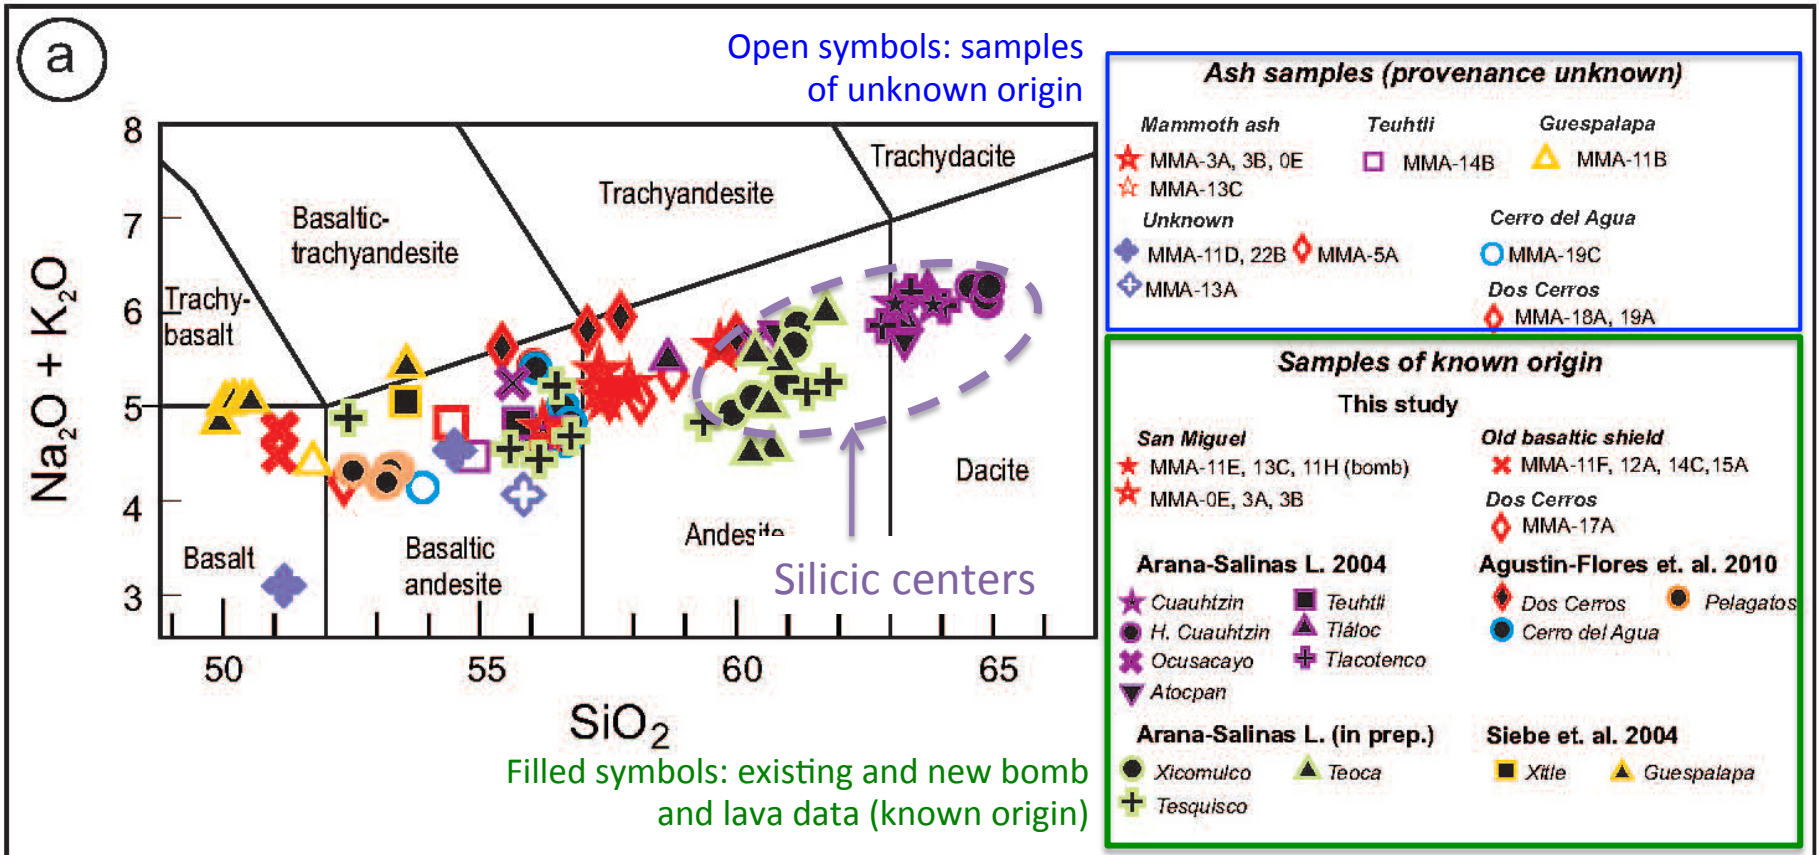 a
Open symbols: samples
of unknown origin
8
7
6
5
4
3
Na₂O + K₂O
50
55
60
65
SiO₂
Trachy-
basalt
Basaltic-
trachyandesite
Trachyandesite
Trachydacite
Basalt
Basaltic
andesite
Andesite
Dacite
Silicic centers
Filled symbols: existing and new bomb
and lava data (known origin)
Ash samples (provenance unknown)
Mammoth ash
MMA-3A, 3B, 0E
MMA-13C
Teuhtli
MMA-14B
Guespalapa
MMA-11B
Unknown
MMA-11D, 22B
MMA-5A
MMA-13A
Cerro del Agua
MMA-19C
Dos Cerros
MMA-18A, 19A
Samples of known origin
This study
San Miguel
MMA-11E, 13C, 11H (bomb)
MMA-0E, 3A, 3B
Old basaltic shield
MMA-11F, 12A, 14C,15A
Dos Cerros
MMA-17A
Arana-Salinas L. 2004
Cuauhtzin
H. Cuauhtzin
Ocusacayo
Atocpan
Teuhtli
Tláloc
Tlacotenco
Agustin-Flores et. al. 2010
Dos Cerros
Pelagatos
Cerro del Agua
Arana-Salinas L. (in prep.)
Xicomulco
Teoca
Tesquisco
Siebe et. al. 2004
Xitle
Guespalapa